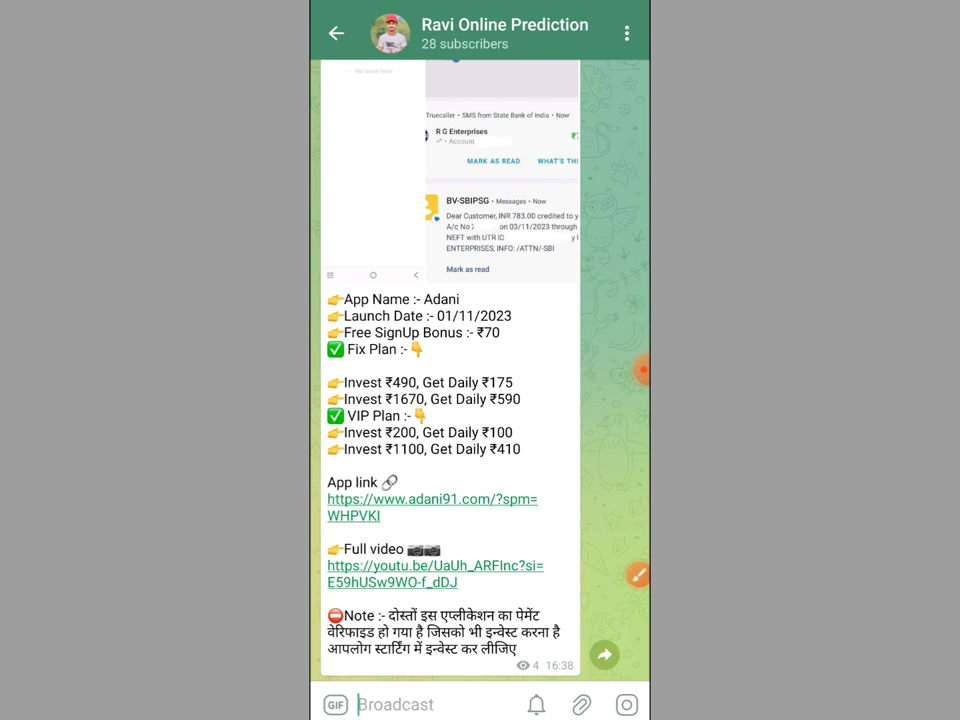 Ravi Online Prediction
28 subscribers
No more here
Truecaller • SMS from State Bank of India • Now
R G Enterprises
Account
MARK AS READ WHAT'S THI
BV-SBIPSG • Messages • Now
Dear Customer, INR 783.00 credited to y
A/c No on 03/11/2023 through
NEFT with UTR ID
ENTERPRISES, INFO: /ATTN/-SBI
Mark as read
👉App Name :- Adani
👉Launch Date :- 01/11/2023
👉Free SignUp Bonus :- ₹70
✅ Fix Plan :-👇
👉Invest ₹490, Get Daily ₹175
👉Invest ₹1670, Get Daily ₹590
✅ VIP Plan :-👇
👉Invest ₹200, Get Daily ₹100
👉Invest ₹1100, Get Daily ₹410
App link 🔗
https://www.adani91.com/?spm=
WHPVKI
👉Full video 📷📷
https://youtu.be/UaUh_ARFInc?si=
E59hUSw9WO-f_dDJ
⛔Note :- दोस्तों इस एप्लीकेशन का पेमेंट
वेरिफाइड हो गया है जिसको भी इन्वेस्ट करना है
आपलोग स्टार्टिंग में इन्वेस्ट कर लीजिए
4 16:38
GIF Broadcast